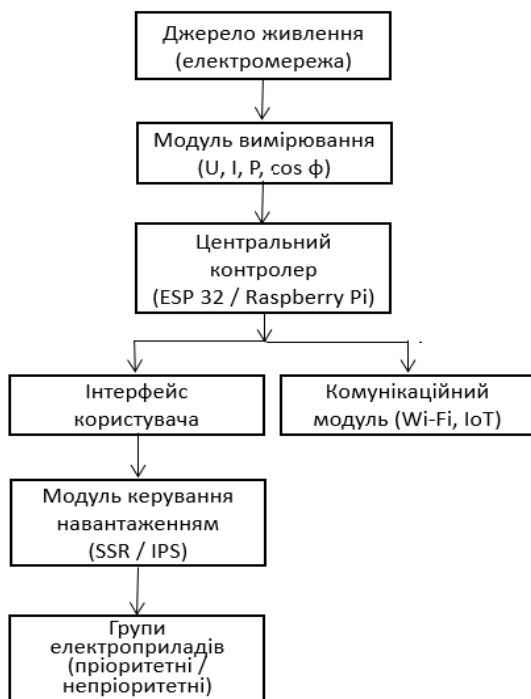 Джерело живлення
(електромережа)
Модуль вимірювання
(U, I, P, cos ф)
Центральний
контролер
(ESP 32 / Raspberry Pi)
Інтерфейс
користувача
Комунікаційний
модуль (Wi-Fi, IoT)
Модуль керування
навантаженням
(SSR / IPS)
Групи
електроприладів
(пріоритетні /
непріоритетні)